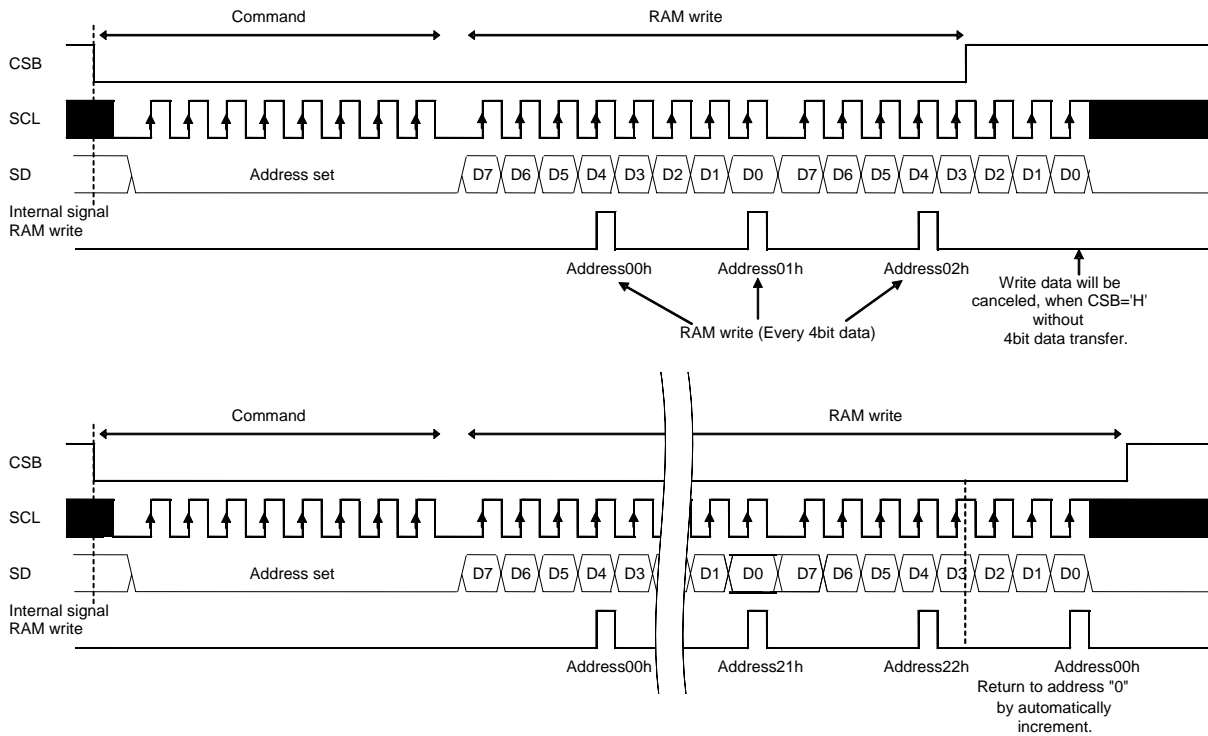 Command RAM write
CSB
SCL
SD Address set D7 D6 D5 D4 D3 D2 D1 D0 D7 D6 D5 D4 D3 D2 D1 D0
Internal signal
RAM write
Address00h Address01h Address02h
RAM write (Every 4bit data)
Write data will be
canceled, when CSB='H'
without
4bit data transfer.
Command RAM write
CSB
SCL
SD Address set D7 D6 D5 D4 D3 D1 D0 D7 D6 D5 D4 D3 D2 D1 D0
Internal signal
RAM write
Address00h Address21h Address22h Address00h
Return to address "0"
by automatically
increment.